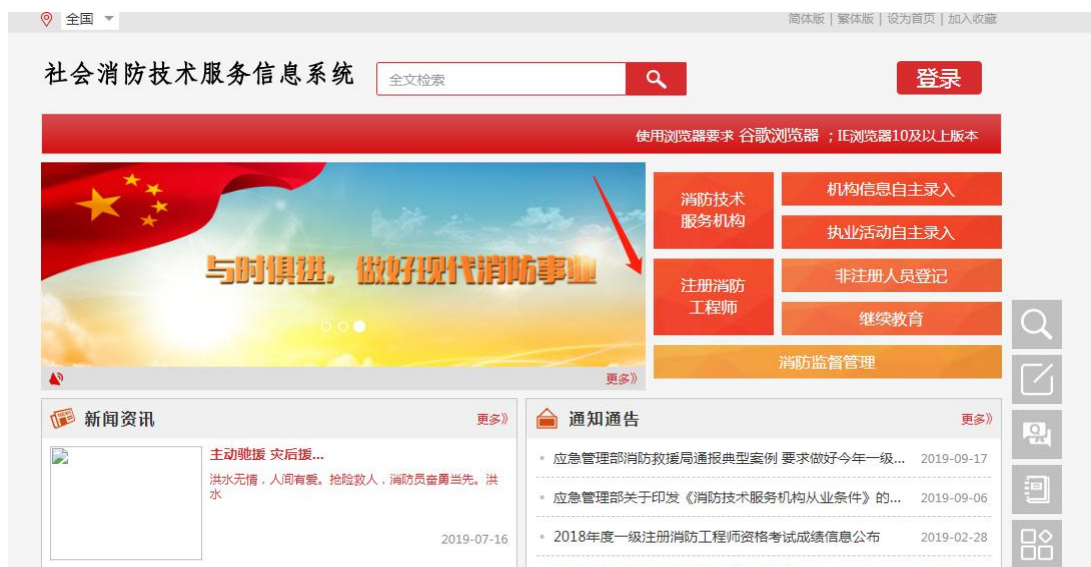 全国
简体版 | 繁体版 | 设为首页 | 加入收藏
社会消防技术服务信息系统
全文检索
登录
使用浏览器要求 谷歌浏览器 ；IE浏览器10及以上版本
与时俱进，做好现代消防事业
消防技术
服务机构
机构信息自主录入
执业活动自主录入
注册消防
工程师
非注册人员登记
继续教育
消防监督管理
更多》
新闻资讯
更多》
主动驰援 灾后援...
洪水无情，人间有爱。抢险救人，消防员奋勇当先。洪
水
2019-07-16
通知通告
更多》
应急管理部消防救援局通报典型案例 要求做好今年一级... 2019-09-17
应急管理部关于印发《消防技术服务机构从业条件》的... 2019-09-06
2018年度一级注册消防工程师资格考试成绩信息公布 2019-02-28